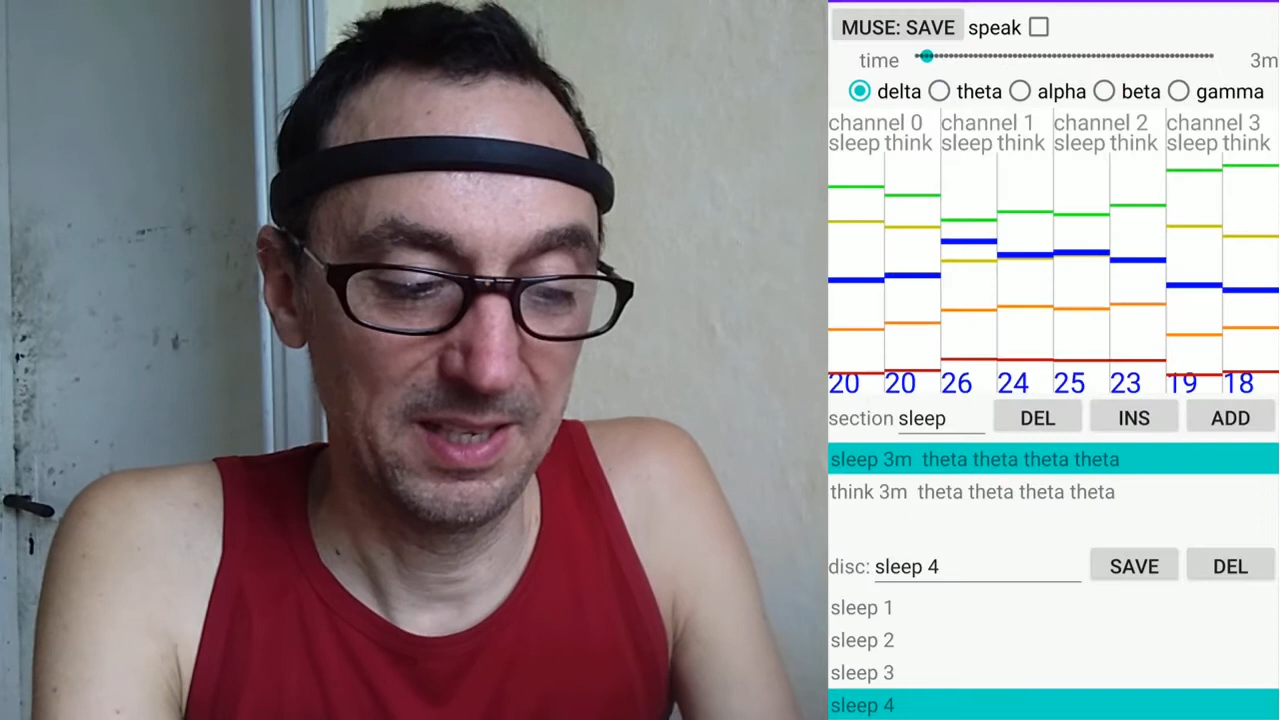 MUSE: SAVE speak
time 3m
delta theta alpha beta gamma
channel 0 channel 1 channel 2 channel 3
sleep think sleep think sleep think sleep think
20 20 26 24 25 23 19 18
section sleep DEL INS ADD
sleep 3m theta theta theta theta
think 3m theta theta theta theta
disc: sleep 4 SAVE DEL
sleep 1
sleep 2
sleep 3
sleep 4